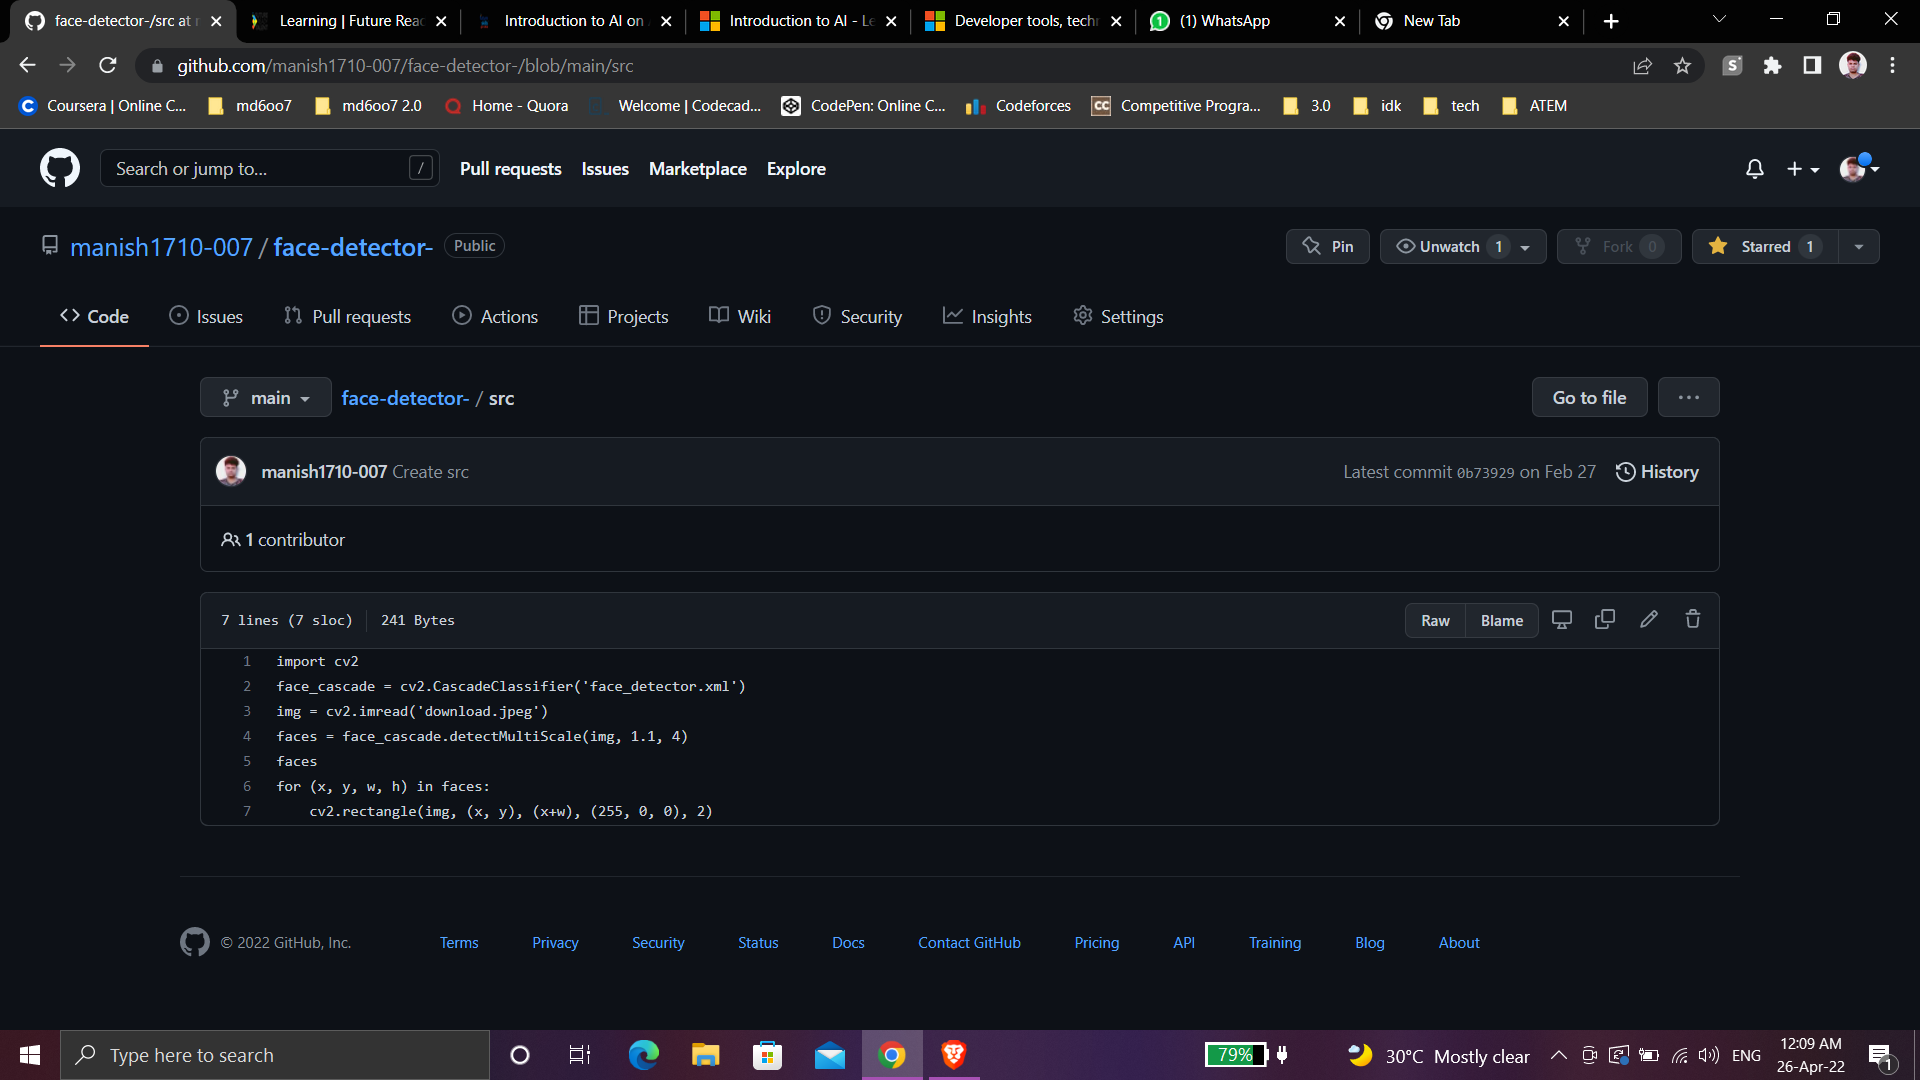 face-detector-/src at
Learning | Future Rea
Introduction to AI on
Introduction to AI - Le
Developer tools, tech
(1) WhatsApp
New Tab
github.com/manish1710-007/face-detector-/blob/main/src
Coursera | Online C...
md6oo7
md6oo7 2.0
Home - Quora
Welcome | Codecad...
CodePen: Online C...
Codeforces
CC Competitive Progra...
3.0
idk
tech
ATEM
Search or jump to... /
Pull requests
Issues
Marketplace
Explore
manish1710-007 / face-detector- Public
Pin
Unwatch 1
Fork 0
Starred 1
Code
Issues
Pull requests
Actions
Projects
Wiki
Security
Insights
Settings
main
face-detector- / src
Go to file
...
manish1710-007 Create src
Latest commit 0b73929 on Feb 27
History
1 contributor
7 lines (7 sloc) 241 Bytes
Raw
Blame
1 import cv2
2 face_cascade = cv2.CascadeClassifier('face_detector.xml')
3 img = cv2.imread('download.jpeg')
4 faces = face_cascade.detectMultiScale(img, 1.1, 4)
5 faces
6 for (x, y, w, h) in faces:
7     cv2.rectangle(img, (x, y), (x+w), (255, 0, 0), 2)
© 2022 GitHub, Inc.
Terms
Privacy
Security
Status
Docs
Contact GitHub
Pricing
API
Training
Blog
About
Type here to search
79%
30°C Mostly clear
ENG
12:09 AM
26-Apr-22
1